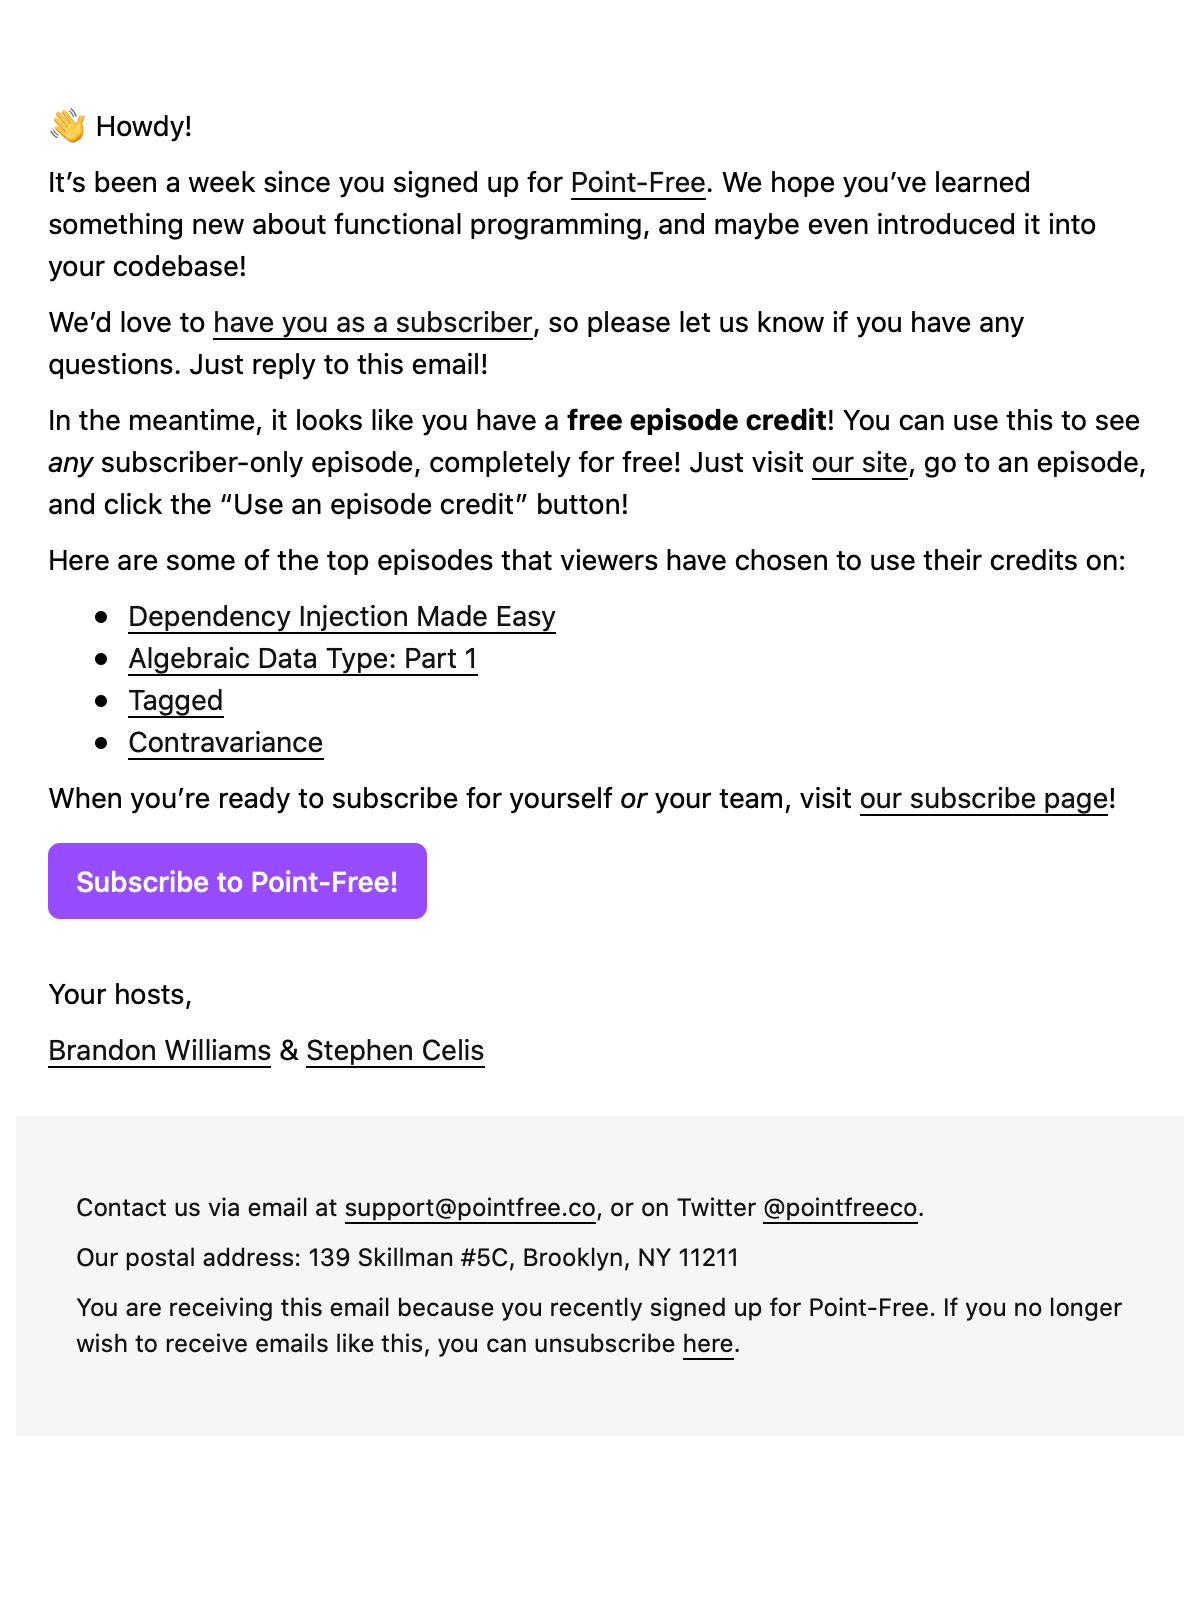 👋 Howdy!
It’s been a week since you signed up for Point-Free. We hope you’ve learned
something new about functional programming, and maybe even introduced it into
your codebase!
We’d love to have you as a subscriber, so please let us know if you have any
questions. Just reply to this email!
In the meantime, it looks like you have a free episode credit! You can use this to see
any subscriber-only episode, completely for free! Just visit our site, go to an episode,
and click the “Use an episode credit” button!
Here are some of the top episodes that viewers have chosen to use their credits on:
• Dependency Injection Made Easy
• Algebraic Data Type: Part 1
• Tagged
• Contravariance
When you’re ready to subscribe for yourself or your team, visit our subscribe page!
Subscribe to Point-Free!
Your hosts,
Brandon Williams & Stephen Celis
Contact us via email at support@pointfree.co, or on Twitter @pointfreeco.
Our postal address: 139 Skillman #5C, Brooklyn, NY 11211
You are receiving this email because you recently signed up for Point-Free. If you no longer
wish to receive emails like this, you can unsubscribe here.